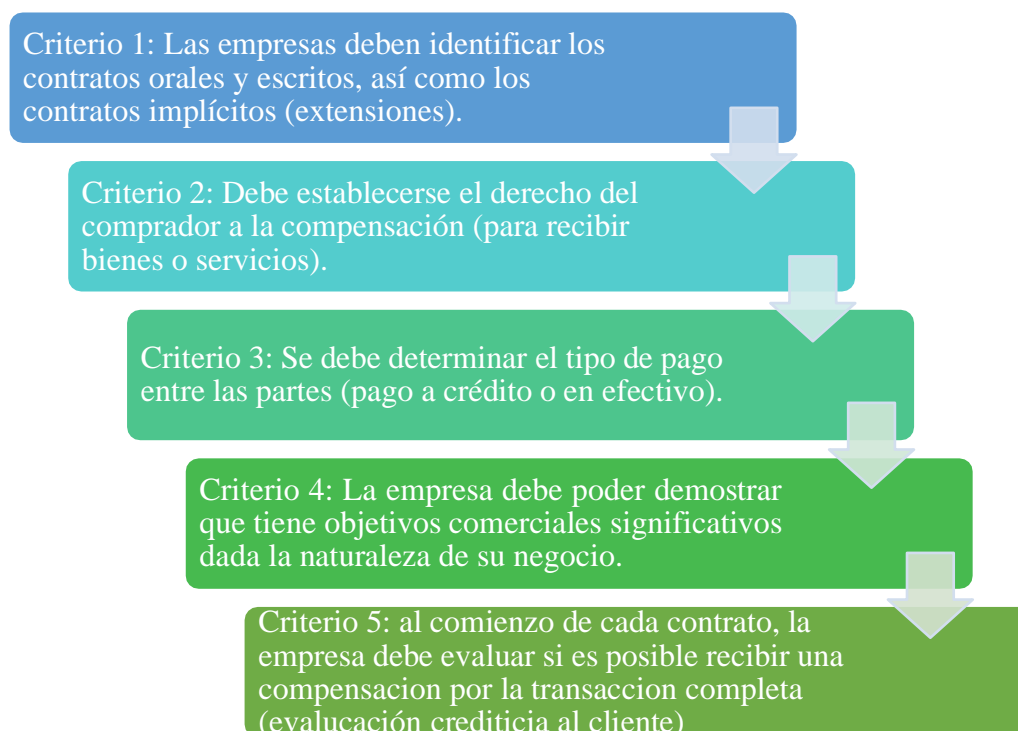 Criterio 1: Las empresas deben identificar los
contratos orales y escritos, así como los
contratos implícitos (extensiones).
Criterio 2: Debe establecerse el derecho del
comprador a la compensación (para recibir
bienes o servicios).
Criterio 3: Se debe determinar el tipo de pago
entre las partes (pago a crédito o en efectivo).
Criterio 4: La empresa debe poder demostrar
que tiene objetivos comerciales significativos
dada la naturaleza de su negocio.
Criterio 5: al comienzo de cada contrato, la
empresa debe evaluar si es posible recibir una
compensacion por la transaccion completa
(evalucación crediticia al cliente)